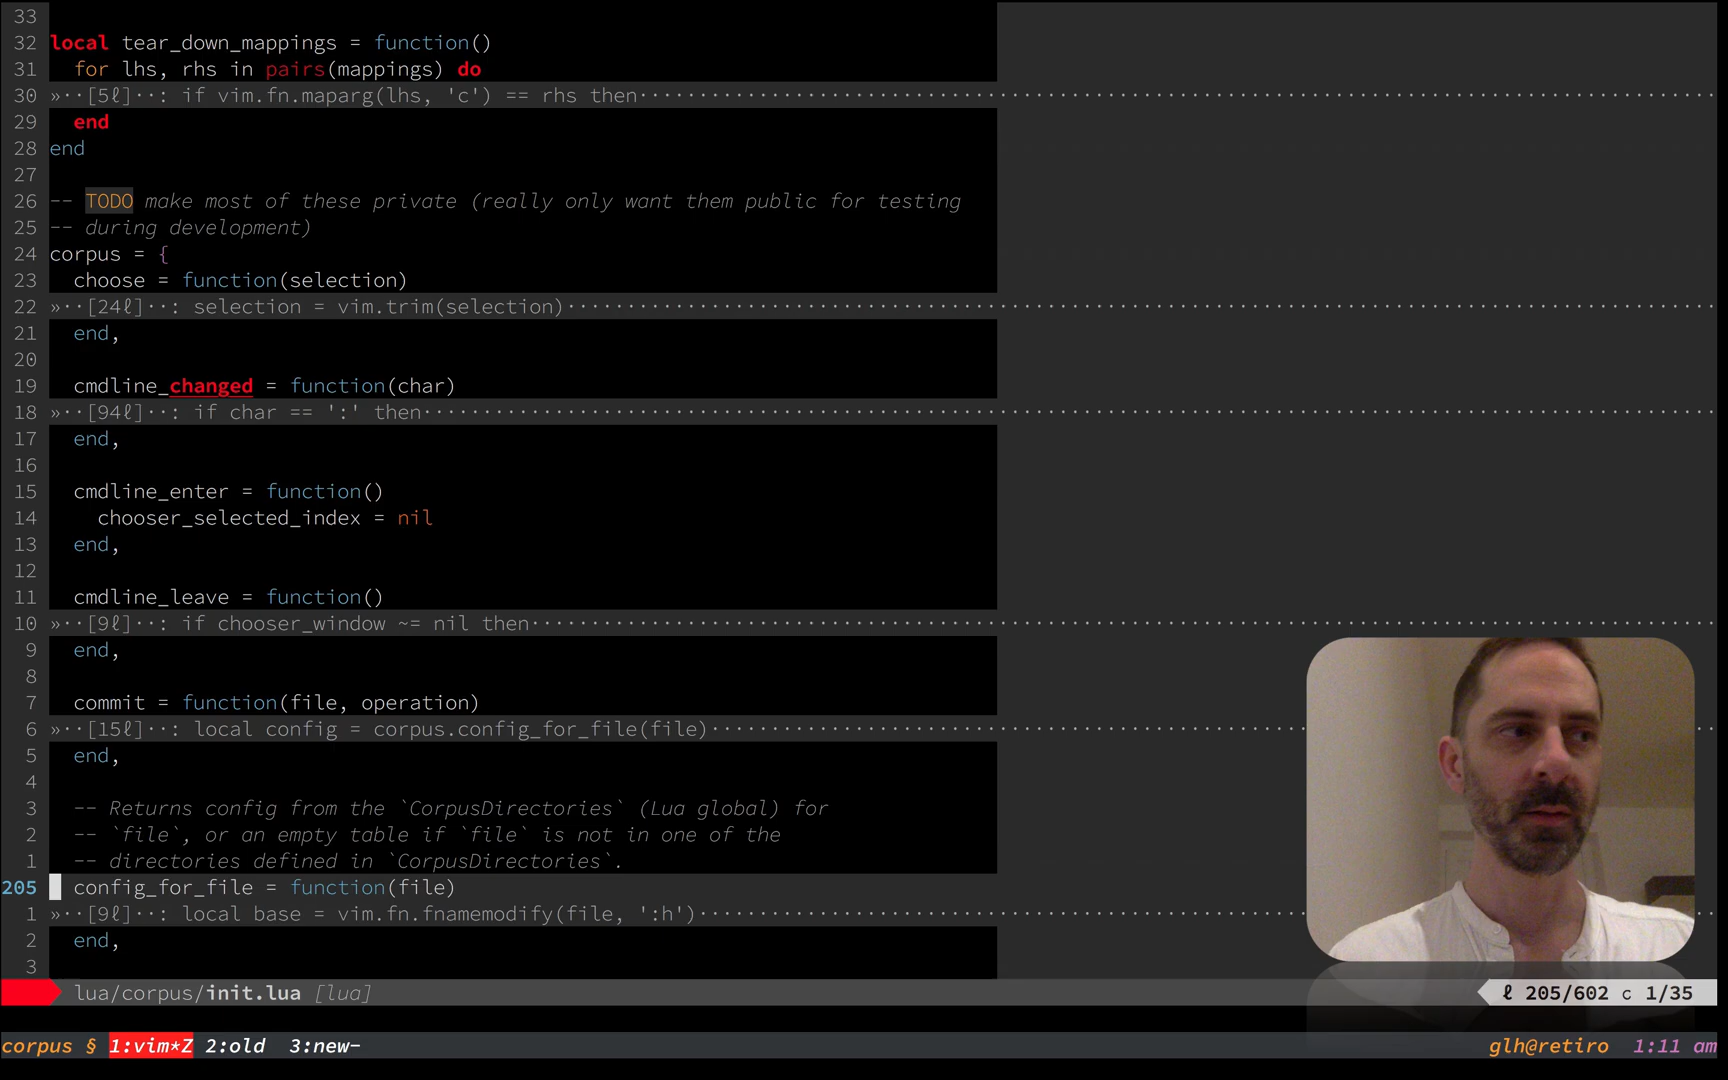 33
32 local tear_down_mappings = function()
31   for lhs, rhs in pairs(mappings) do
30 »··[5ℓ]··: if vim.fn.maparg(lhs, 'c') == rhs then
29   end
28 end
27
26 -- TODO make most of these private (really only want them public for testing
25 -- during development)
24 corpus = {
23   choose = function(selection)
22 »··[24ℓ]··: selection = vim.trim(selection)
21   end,
20
19   cmdline_changed = function(char)
18 »··[94ℓ]··: if char == ':' then
17   end,
16
15   cmdline_enter = function()
14     chooser_selected_index = nil
13   end,
12
11   cmdline_leave = function()
10 »··[9ℓ]··: if chooser_window ~= nil then
9   end,
8
7   commit = function(file, operation)
6 »··[15ℓ]··: local config = corpus.config_for_file(file)
5   end,
4
3   -- Returns config from the `CorpusDirectories` (Lua global) for
2   -- `file`, or an empty table if `file` is not in one of the
1   -- directories defined in `CorpusDirectories`.
205   config_for_file = function(file)
1 »··[9ℓ]··: local base = vim.fn.fnamemodify(file, ':h')
2   end,
3
lua/corpus/init.lua [lua] ℓ 205/602 c 1/35
corpus § 1:vim*Z 2:old 3:new- glh@retiro 1:11 am